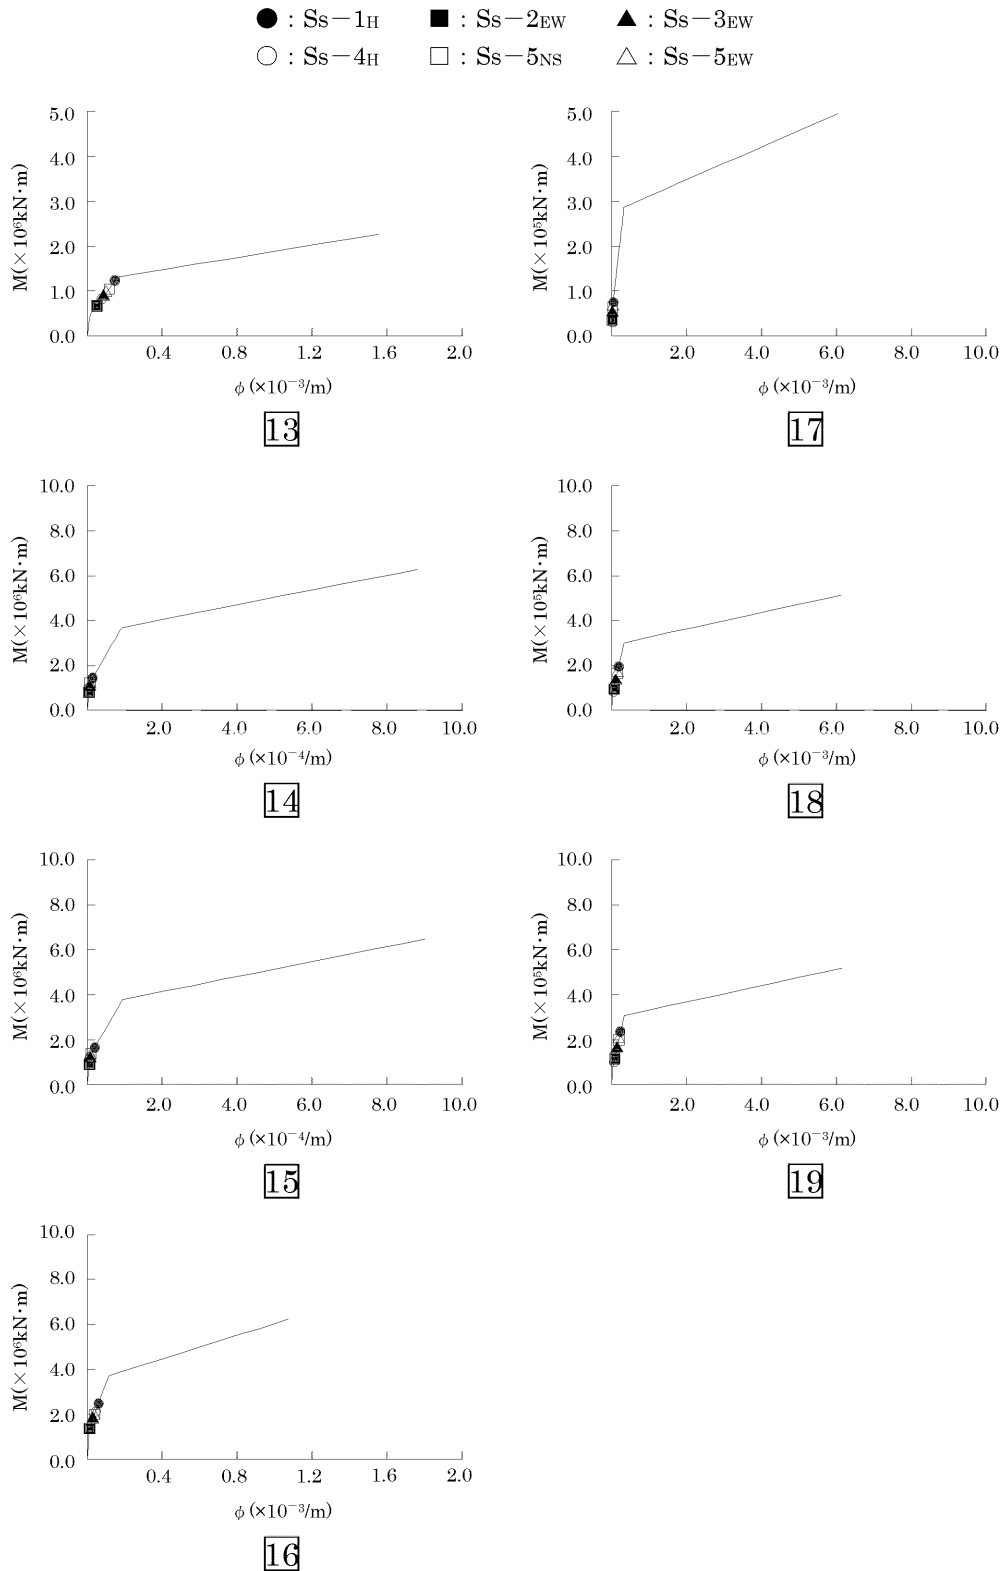 ● : Ss－1H ■ : Ss－2EW ▲ : Ss－3EW
○ : Ss－4H □ : Ss－5NS △ : Ss－5EW
M(×10⁶kN･m)
5.0
4.0
3.0
2.0
1.0
0.0
0.4 0.8 1.2 1.6 2.0
ϕ (×10⁻³/m)
13
M(×10⁵kN･m)
5.0
4.0
3.0
2.0
1.0
0.0
2.0 4.0 6.0 8.0 10.0
ϕ (×10⁻³/m)
17
M(×10⁶kN･m)
10.0
8.0
6.0
4.0
2.0
0.0
2.0 4.0 6.0 8.0 10.0
ϕ (×10⁻⁴/m)
14
M(×10⁵kN･m)
10.0
8.0
6.0
4.0
2.0
0.0
2.0 4.0 6.0 8.0 10.0
ϕ (×10⁻³/m)
18
M(×10⁶kN･m)
10.0
8.0
6.0
4.0
2.0
0.0
2.0 4.0 6.0 8.0 10.0
ϕ (×10⁻⁴/m)
15
M(×10⁵kN･m)
10.0
8.0
6.0
4.0
2.0
0.0
2.0 4.0 6.0 8.0 10.0
ϕ (×10⁻³/m)
19
M(×10⁶kN･m)
10.0
8.0
6.0
4.0
2.0
0.0
0.4 0.8 1.2 1.6 2.0
ϕ (×10⁻³/m)
16